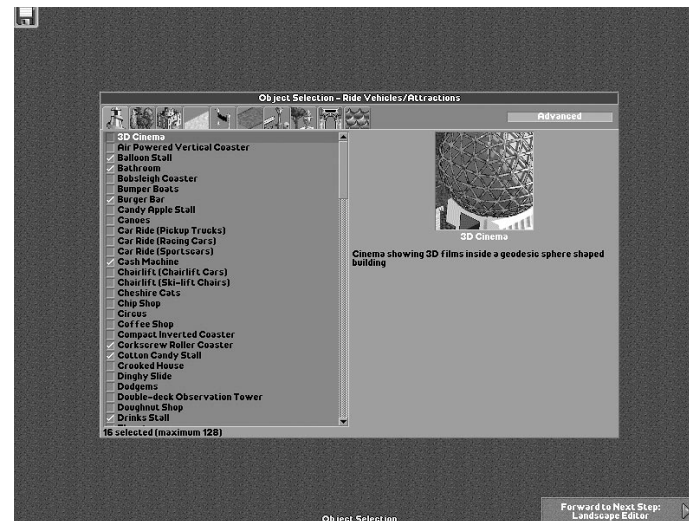 Object Selection - Ride Vehicles/Attractions
Advanced
3D Cinema
Air Powered Vertical Coaster
Balloon Stall
Bathroom
Bobsleigh Coaster
Bumper Boats
Burger Bar
Candy Apple Stall
Canoes
Car Ride (Pickup Trucks)
Car Ride (Racing Cars)
Car Ride (Sportscars)
Cash Machine
Chairlift (Chairlift Cars)
Chairlift (Ski-lift Chairs)
Cheshire Cats
Chip Shop
Circus
Coffee Shop
Compact Inverted Coaster
Corkscrew Roller Coaster
Cotton Candy Stall
Crooked House
Dinghy Slide
Dodgems
Double-deck Observation Tower
Doughnut Shop
Drinks Stall
16 selected (maximum 128)
3D Cinema
Cinema showing 3D films inside a geodesic sphere shaped
building
Object Selection
Forward to Next Step:
Landscape Editor